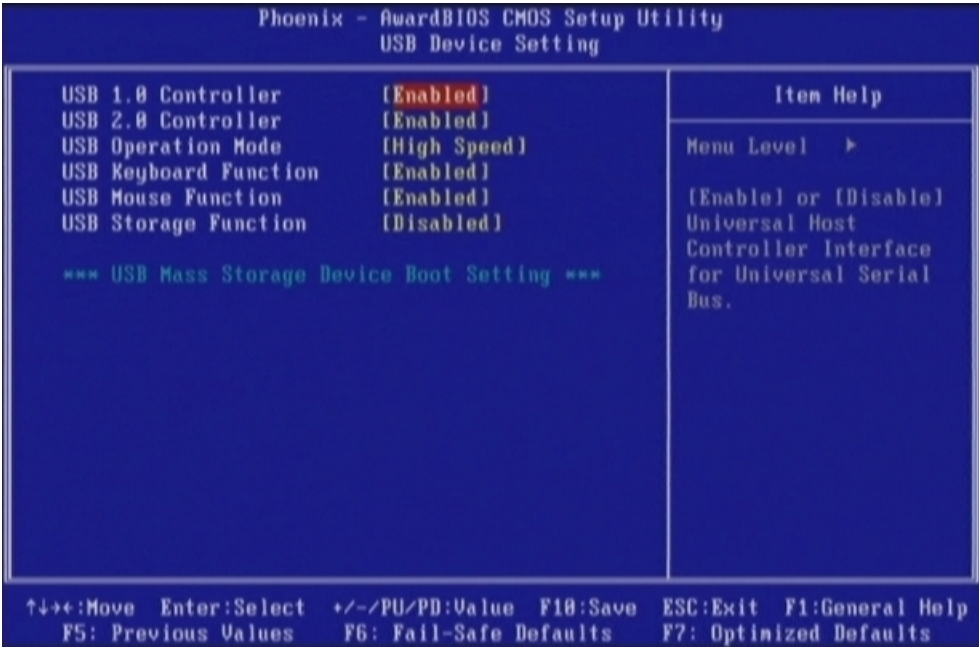 Phoenix - AwardBIOS CMOS Setup Utility
USB Device Setting
USB 1.0 Controller [Enabled]
USB 2.0 Controller [Enabled]
USB Operation Mode [High Speed]
USB Keyboard Function [Enabled]
USB Mouse Function [Enabled]
USB Storage Function [Disabled]
*** USB Mass Storage Device Boot Setting ***
Item Help
Menu Level ▶
[Enable] or [Disable]
Universal Host
Controller Interface
for Universal Serial
Bus.
↑↓→←:Move Enter:Select +/-/PU/PD:Value F10:Save ESC:Exit F1:General Help
F5: Previous Values F6: Fail-Safe Defaults F7: Optimized Defaults